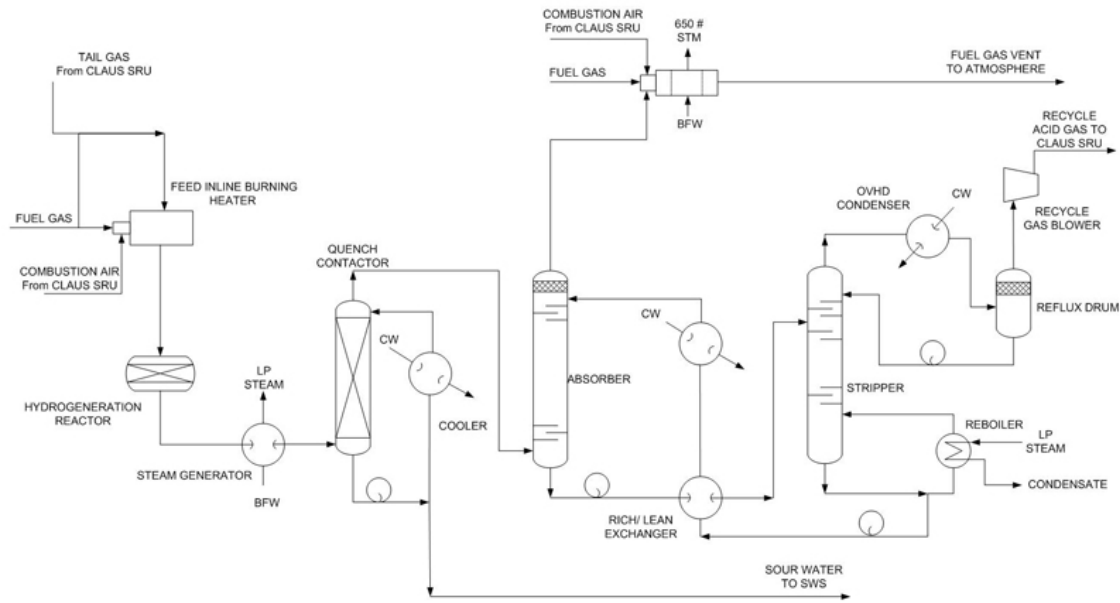 COMBUSTION AIR
From CLAUS SRU
650 #
STM
TAIL GAS
From CLAUS SRU
FUEL GAS
FUEL GAS VENT
TO ATMOSPHERE
BFW
RECYCLE
ACID GAS TO
CLAUS SRU
FEED INLINE BURNING
HEATER
OVHD
CONDENSER
CW
RECYCLE
GAS BLOWER
FUEL GAS
COMBUSTION AIR
From CLAUS SRU
QUENCH
CONTACTOR
REFLUX DRUM
CW
CW
ABSORBER
STRIPPER
HYDROGENERATION
REACTOR
LP
STEAM
COOLER
REBOILER
LP
STEAM
STEAM GENERATOR
BFW
CONDENSATE
RICH/ LEAN
EXCHANGER
SOUR WATER
TO SWS